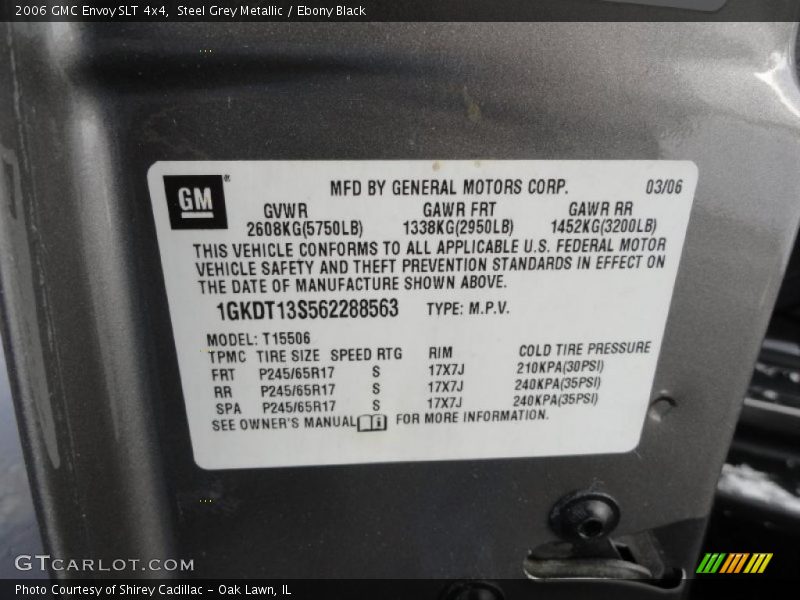 2006 GMC Envoy SLT 4x4, Steel Grey Metallic / Ebony Black
GM®
MFD BY GENERAL MOTORS CORP. 03/06
GVWR GAWR FRT GAWR RR
2608KG(5750LB) 1338KG(2950LB) 1452KG(3200LB)
THIS VEHICLE CONFORMS TO ALL APPLICABLE U.S. FEDERAL MOTOR
VEHICLE SAFETY AND THEFT PREVENTION STANDARDS IN EFFECT ON
THE DATE OF MANUFACTURE SHOWN ABOVE.
1GKDT13S562288563 TYPE: M.P.V.
MODEL: T15506
TPMC TIRE SIZE SPEED RTG RIM COLD TIRE PRESSURE
FRT P245/65R17 S 17X7J 210KPA(30PSI)
RR P245/65R17 S 17X7J 240KPA(35PSI)
SPA P245/65R17 S 17X7J 240KPA(35PSI)
SEE OWNER'S MANUAL FOR MORE INFORMATION.
GTCARLOT.COM
Photo Courtesy of Shirey Cadillac - Oak Lawn, IL